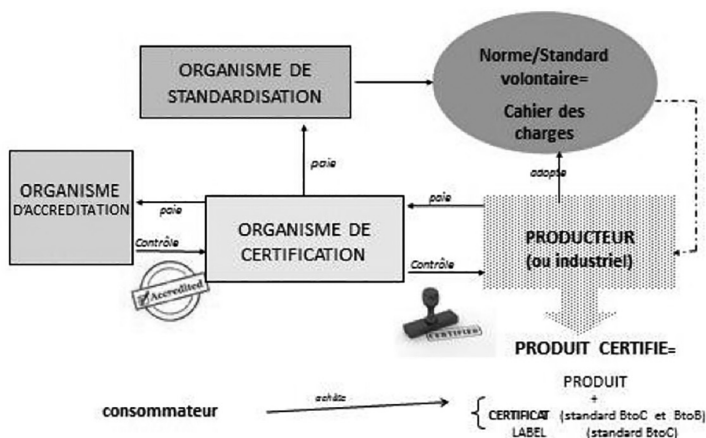 ORGANISME DE
STANDARDISATION
Norme/Standard
volontaire=
Cahier des
charges
paie
adopte
ORGANISME
D'ACCREDITATION
paie
Contrôle
ORGANISME DE
CERTIFICATION
paie
Contrôle
PRODUCTEUR
(ou industriel)
Accredited
CERTIFIED
PRODUIT CERTIFIE=
PRODUIT
+
CERTIFICAT (standard BtoC et BtoB)
LABEL (standard BtoC)
consommateur
achète